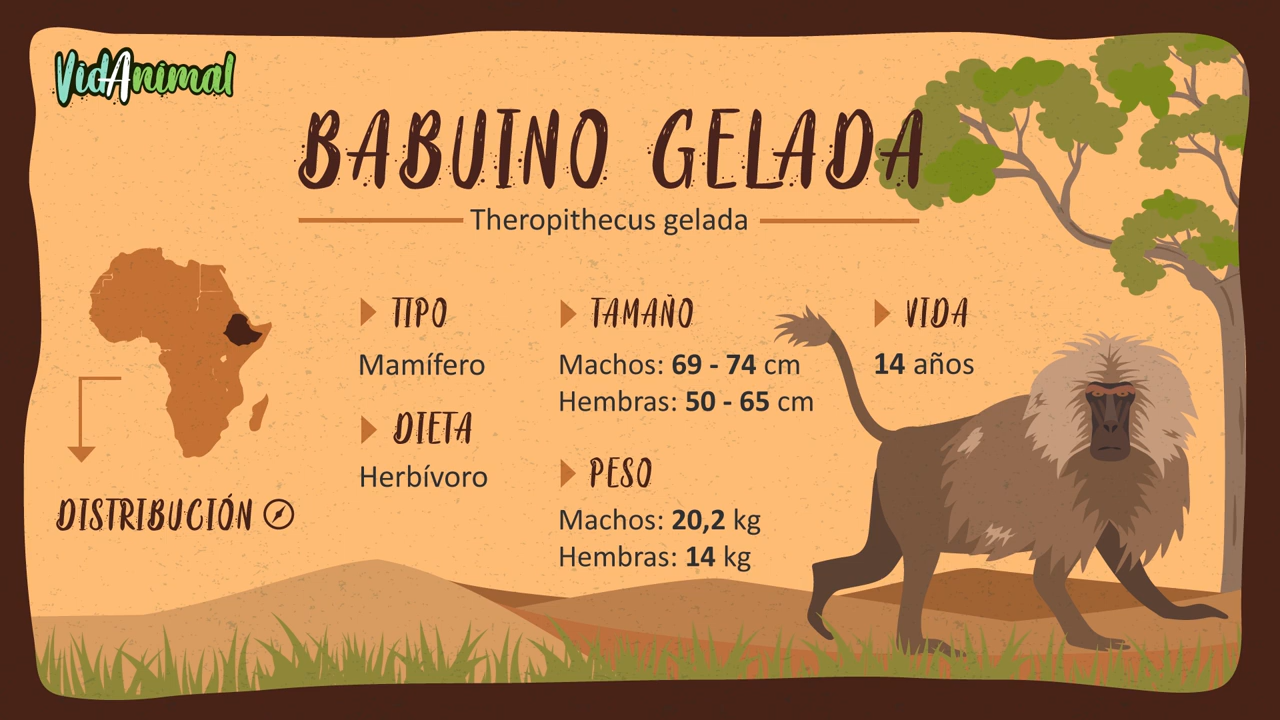 VidAnimal
BABUINO GELADA
Theropithecus gelada
TIPO
Mamífero
DIETA
Herbívoro
TAMAÑO
Machos: 69 - 74 cm
Hembras: 50 - 65 cm
PESO
Machos: 20,2 kg
Hembras: 14 kg
VIDA
14 años
DISTRIBUCIÓN